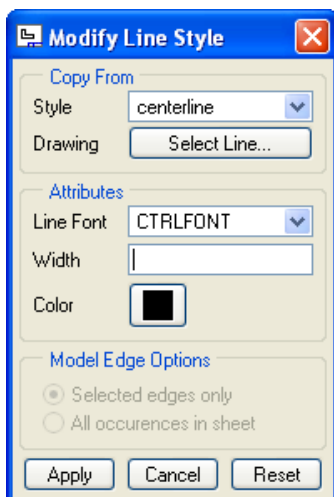 Modify Line Style
Copy From
Style centerline
Drawing Select Line...
Attributes
Line Font CTRLFONT
Width
Color
Model Edge Options
Selected edges only
All occurences in sheet
Apply Cancel Reset